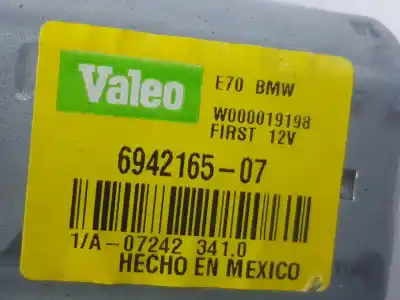 Valeo
E70 BMW
W000019198
FIRST 12V
6942165-07
1/A-07242 341.0
HECHO EN MEXICO